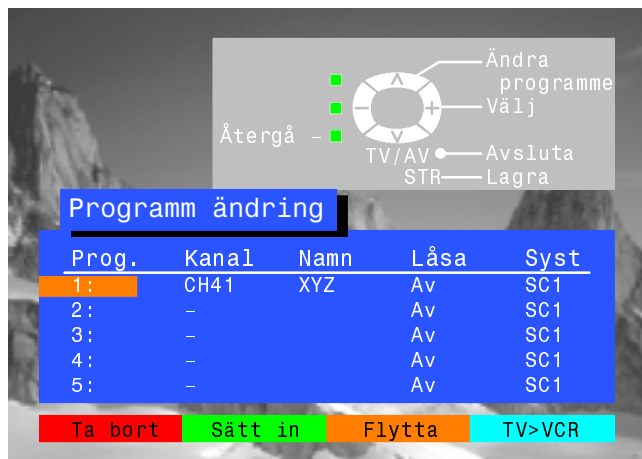 Ändra
programme
Välj
Återgå –
TV/AV Avsluta
STR Lagra
Programm ändring
Prog. Kanal Namn Låsa Syst
1: CH41 XYZ Av SC1
2: – Av SC1
3: – Av SC1
4: – Av SC1
5: – Av SC1
Ta bort Sätt in Flytta TV>VCR